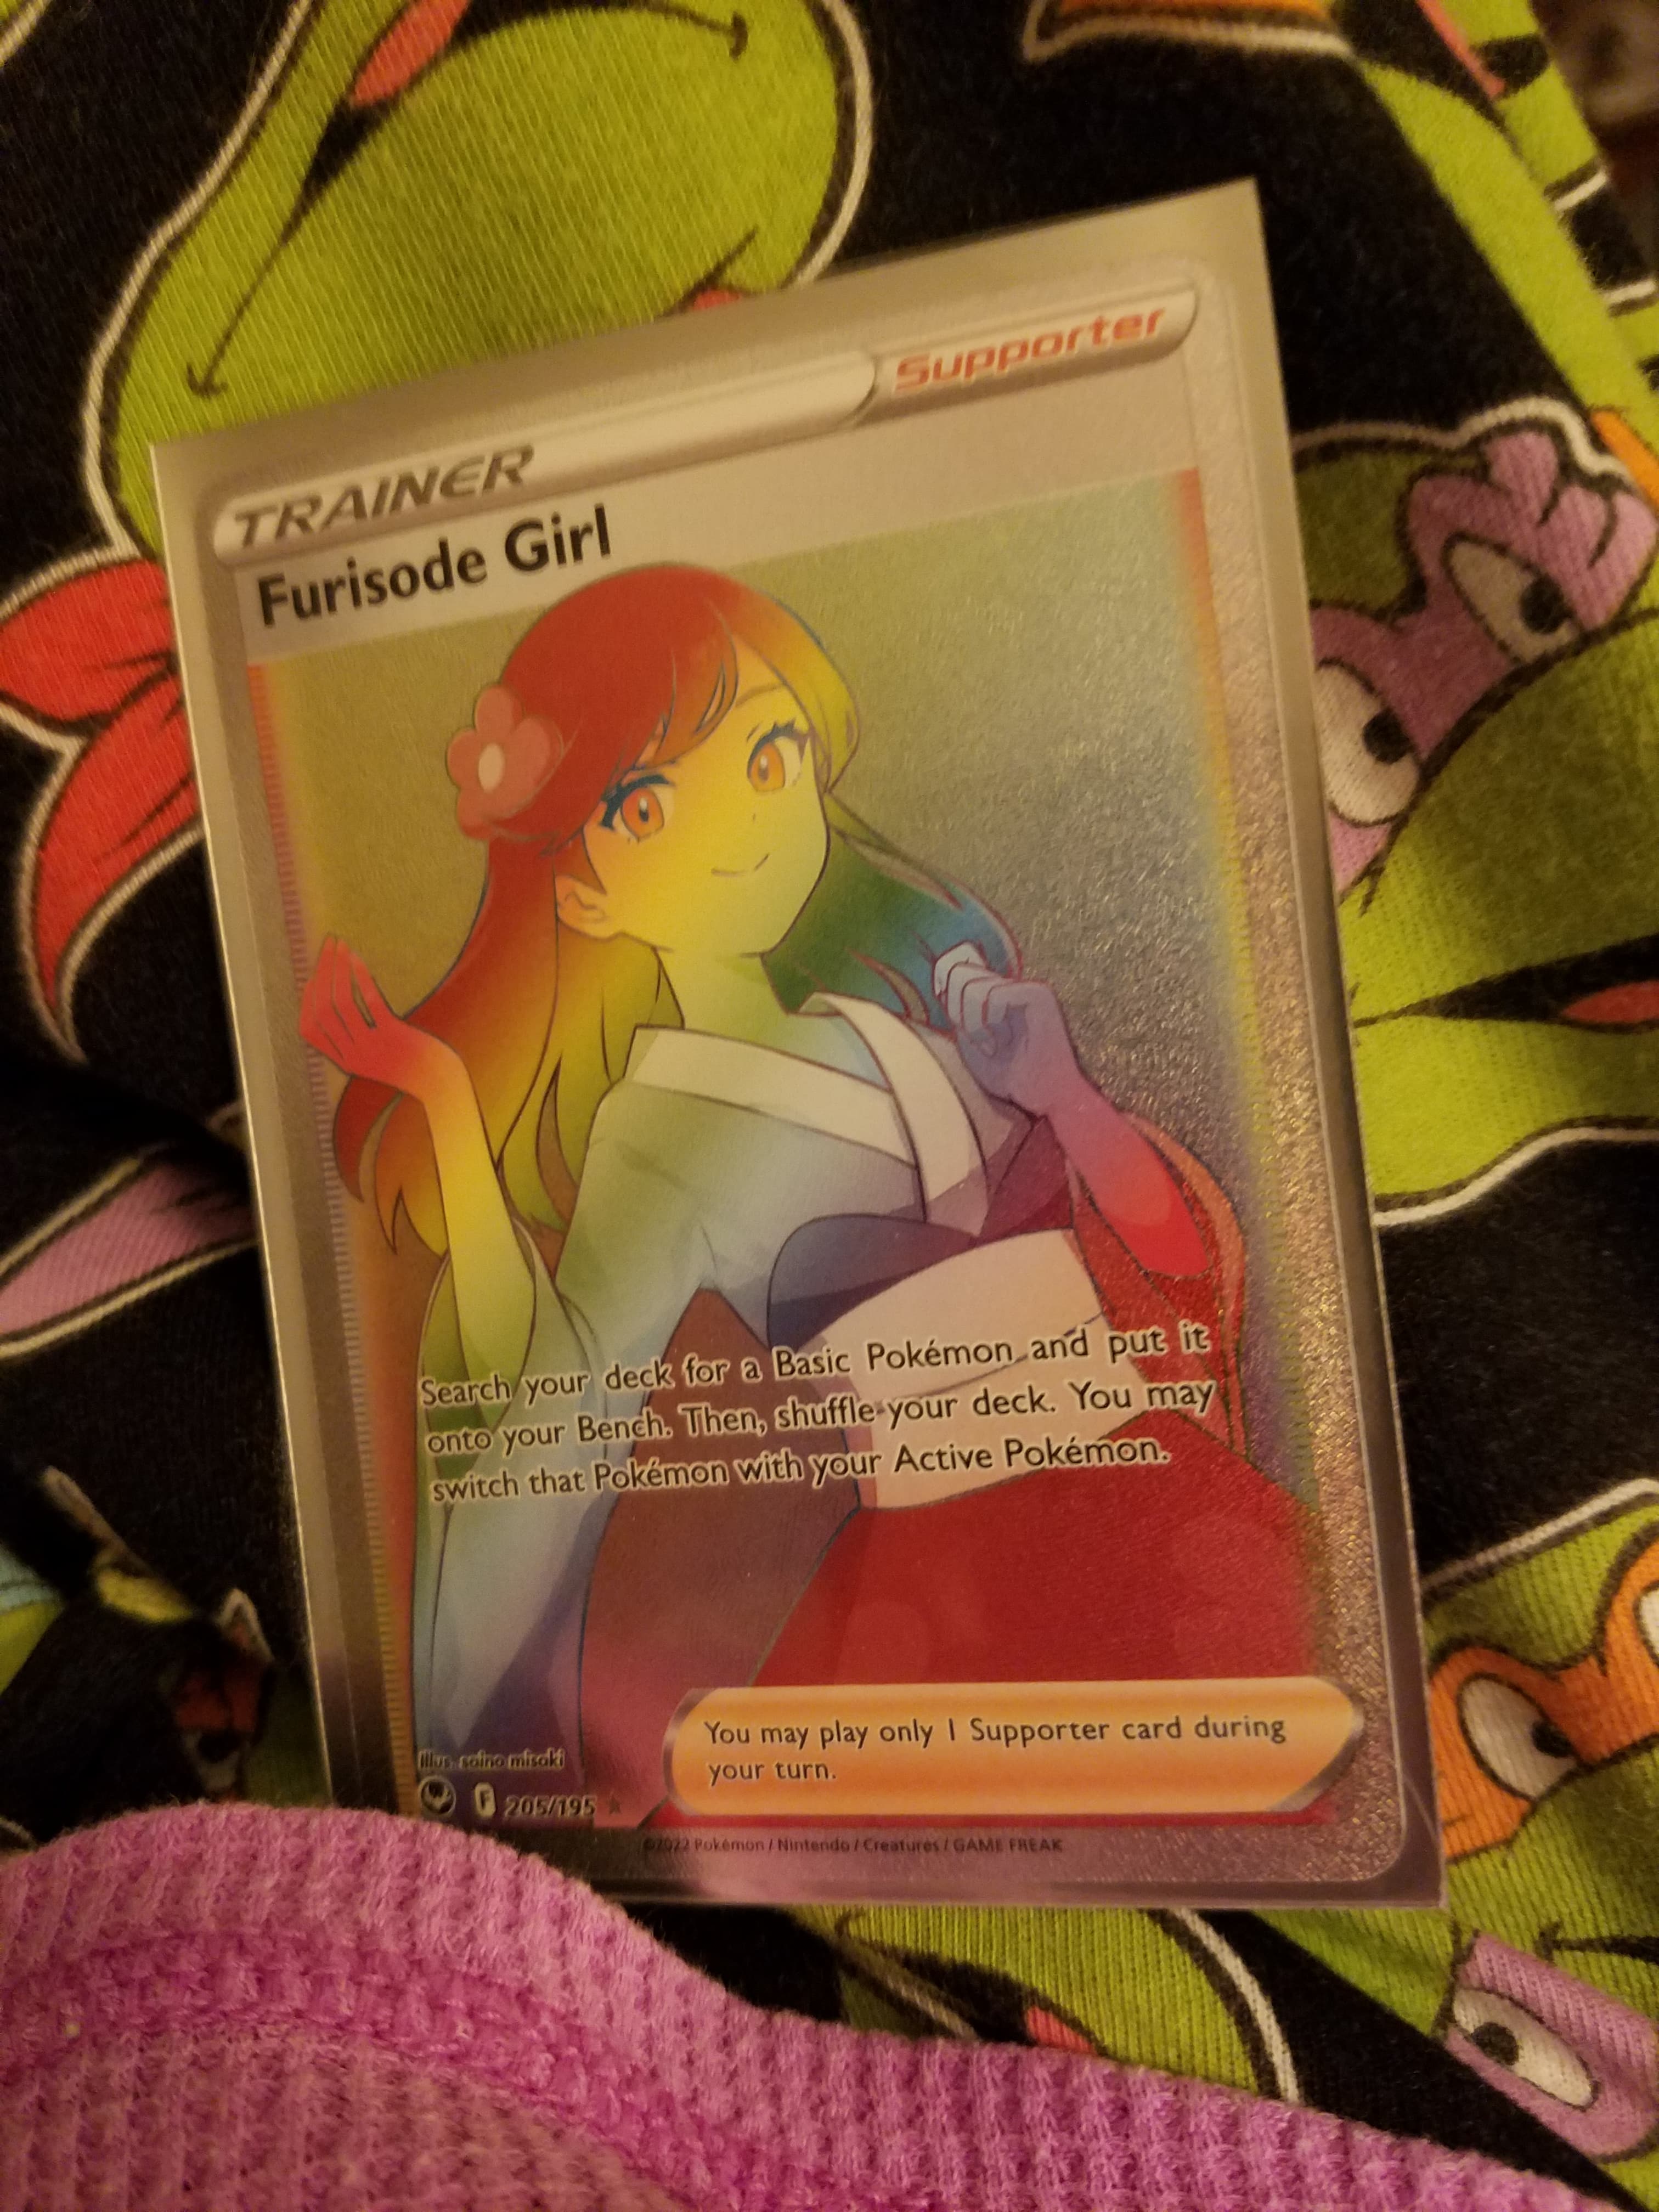 Supporter
TRAINER
Furisode Girl
Search your deck for a Basic Pokémon and put it
onto your Bench. Then, shuffle your deck. You may
switch that Pokémon with your Active Pokémon.
You may play only 1 Supporter card during
your turn.
Illus. saino misaki
F 205/195
©2022 Pokémon / Nintendo / Creatures / GAME FREAK